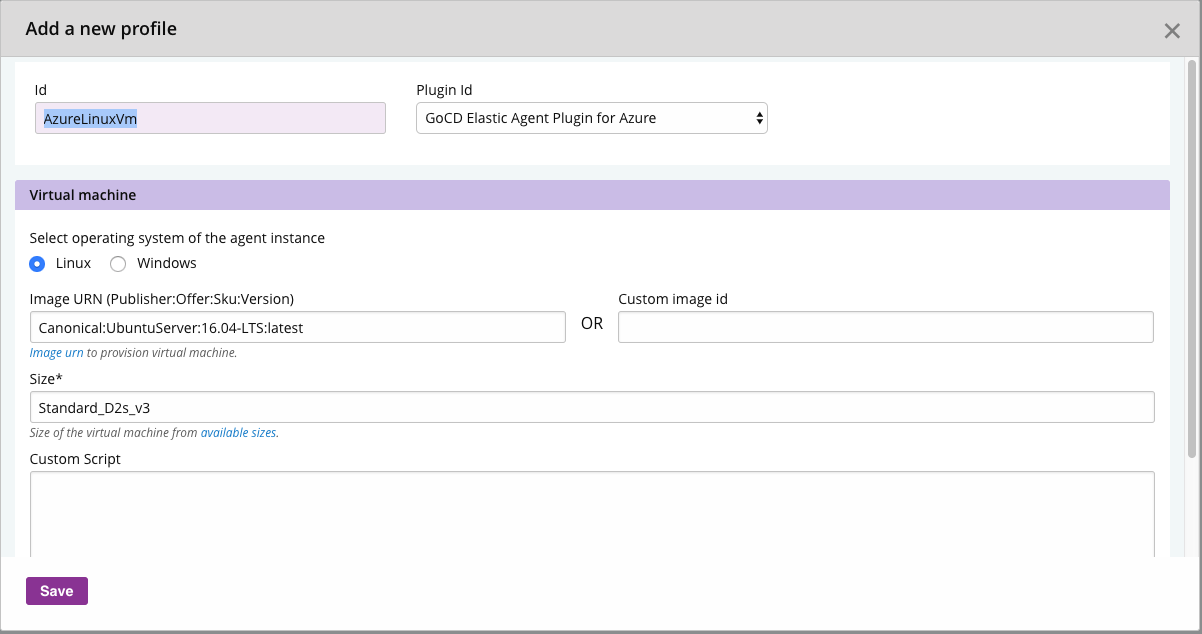 Add a new profile
Id
Plugin Id
AzureLinuxVm
GoCD Elastic Agent Plugin for Azure
Virtual machine
Select operating system of the agent instance
Linux
Windows
Image URN (Publisher:Offer:Sku:Version)
Custom image id
Canonical:UbuntuServer:16.04-LTS:latest
OR
Image urn to provision virtual machine.
Size*
Standard_D2s_v3
Size of the virtual machine from available sizes.
Custom Script
Save